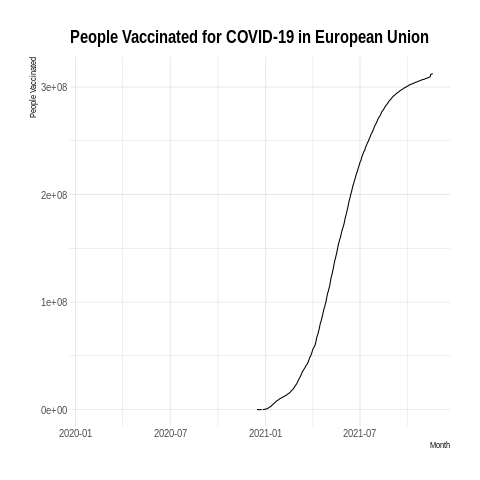 People Vaccinated for COVID-19 in European Union
People Vaccinated
3e+08
2e+08
1e+08
0e+00
2020-01 2020-07 2021-01 2021-07
Month